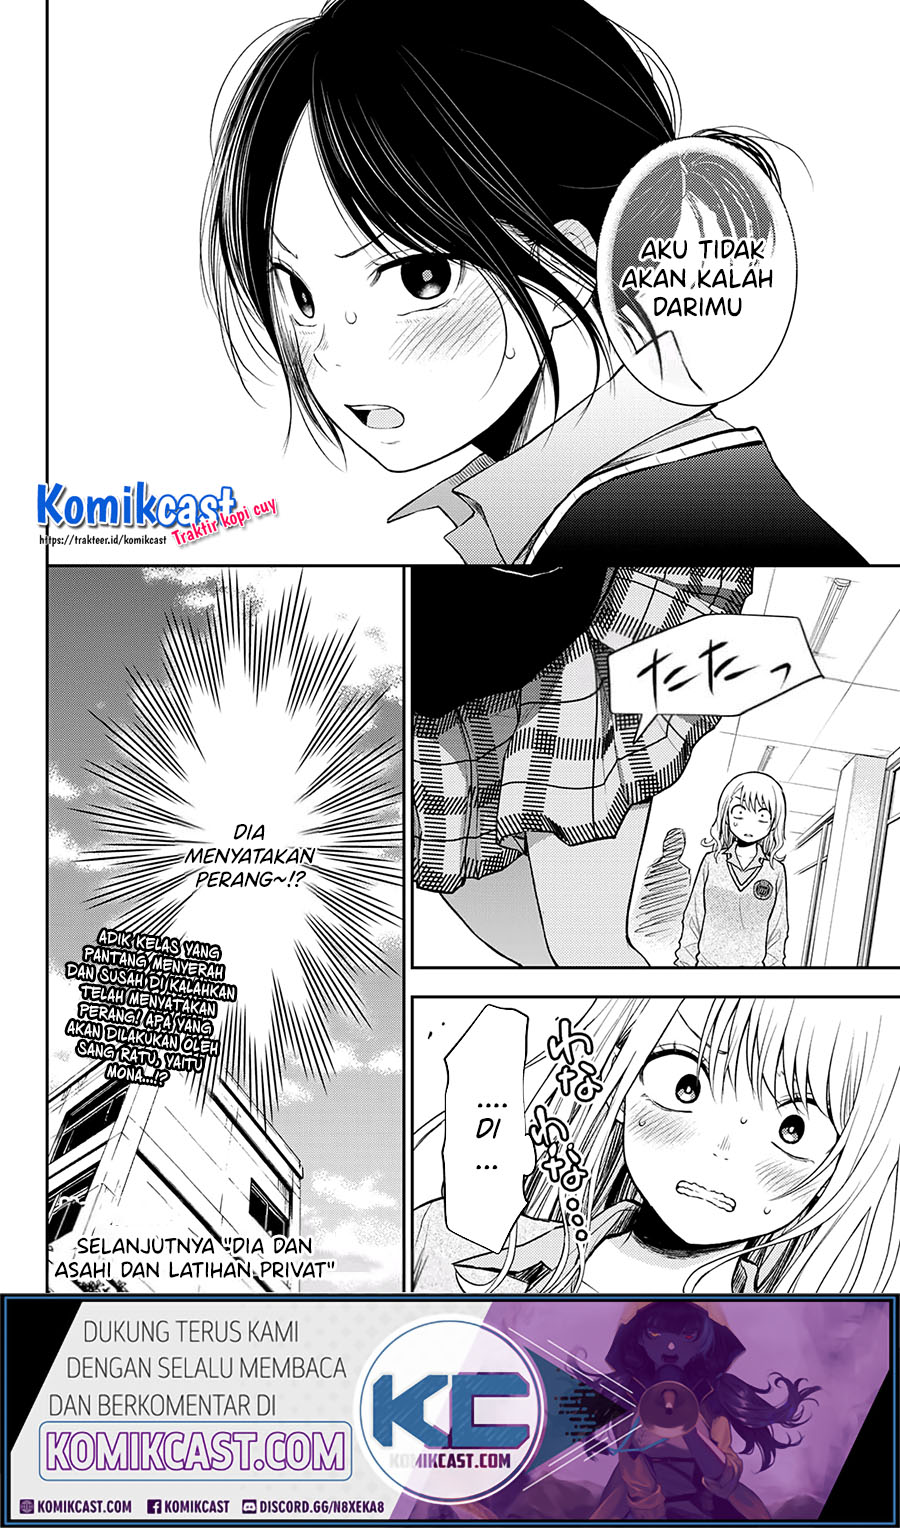 AKU TIDAK
AKAN KALAH
DARIMU
Komikcast
Traktir kopi cuy
https://trakteer.id/komikcast
たたっ
わな
わな…
....
DI
...
DIA
MENYATAKAN
PERANG~!?
ADIK KELAS YANG
PANTANG MENYERAH
DAN SUSAH DI KALAHKAN
TELAH MENYATAKAN
PERANG! APA YANG
AKAN DILAKUKAN OLEH
SANG RATU, YAITU
MONA...!?
SELANJUTNYA "DIA DAN
ASAHI DAN LATIHAN PRIVAT"
DUKUNG TERUS KAMI
DENGAN SELALU MEMBACA
DAN BERKOMENTAR DI
KOMIKCAST.COM
KC
KOMIKCAST.COM
KOMIKCAST.COM
KOMIKCAST
DISCORD.GG/N8XEKA8